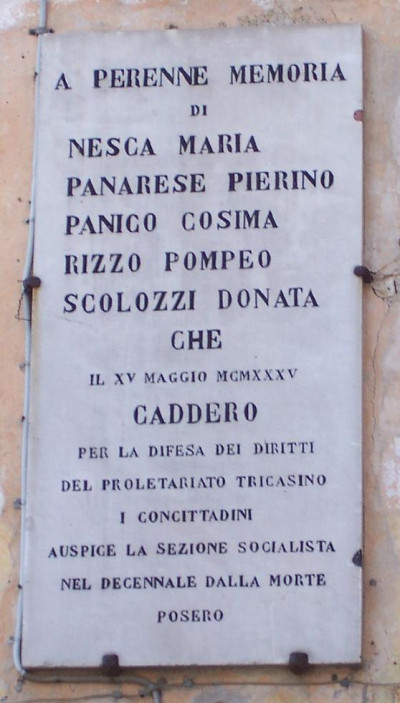 A PERENNE MEMORIA
DI
NESCA MARIA
PANARESE PIERINO
PANICO COSIMA
RIZZO POMPEO
SCOLOZZI DONATA
CHE
IL XV MAGGIO MCMXXXV
CADDERO
PER LA DIFESA DEI DIRITTI
DEL PROLETARIATO TRICASINO
I CONCITTADINI
AUSPICE LA SEZIONE SOCIALISTA
NEL DECENNALE DALLA MORTE
POSERO